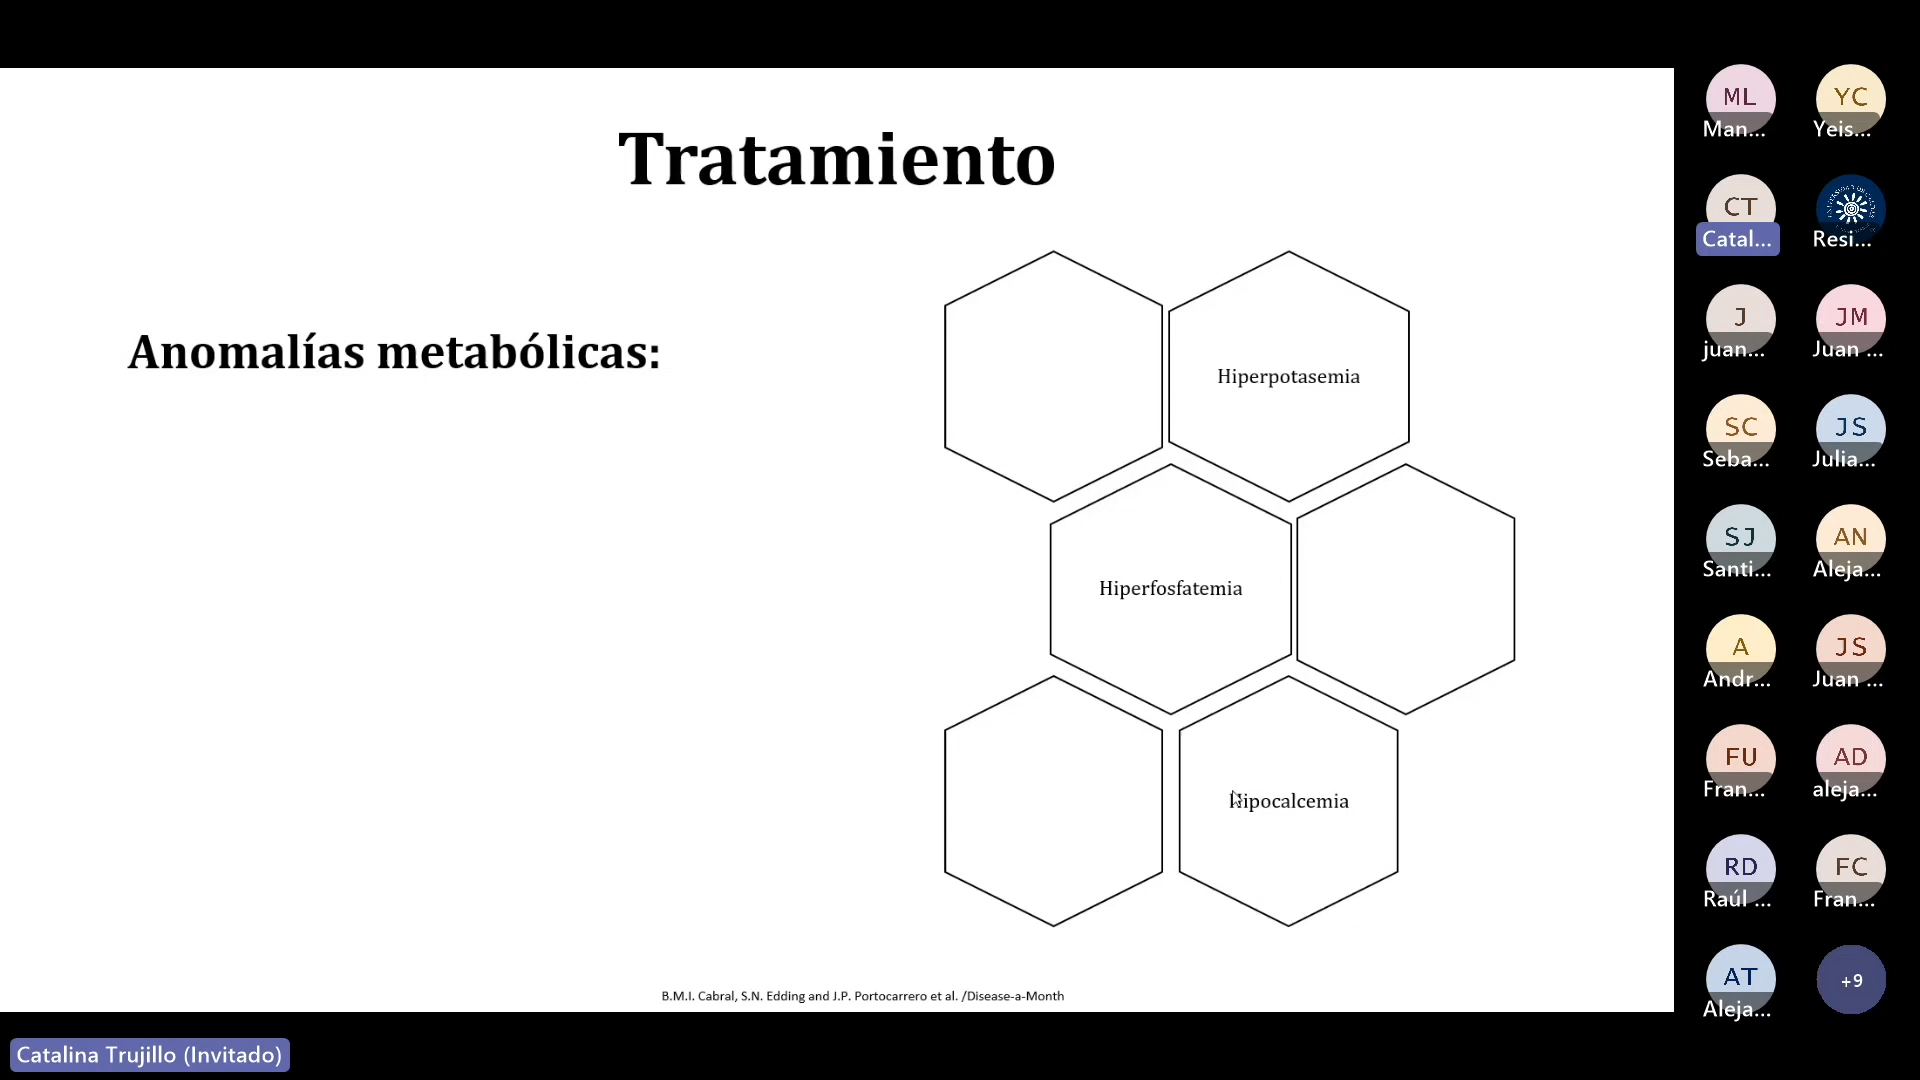 Tratamiento
Anomalías metabólicas:
Hiperpotasemia
Hiperfosfatemia
Hipocalcemia
B.M.I. Cabral, S.N. Edding and J.P. Portocarrero et al. /Disease-a-Month
Catalina Trujillo (Invitado)
ML
Man...
YC
Yeis...
CT
Catal...
Resi...
J
juan...
JM
Juan ...
SC
Seba...
JS
Julia...
SJ
Santi...
AN
Aleja...
A
Andr...
JS
Juan ...
FU
Fran...
AD
aleja...
RD
Raúl ...
FC
Fran...
AT
Aleja...
+9